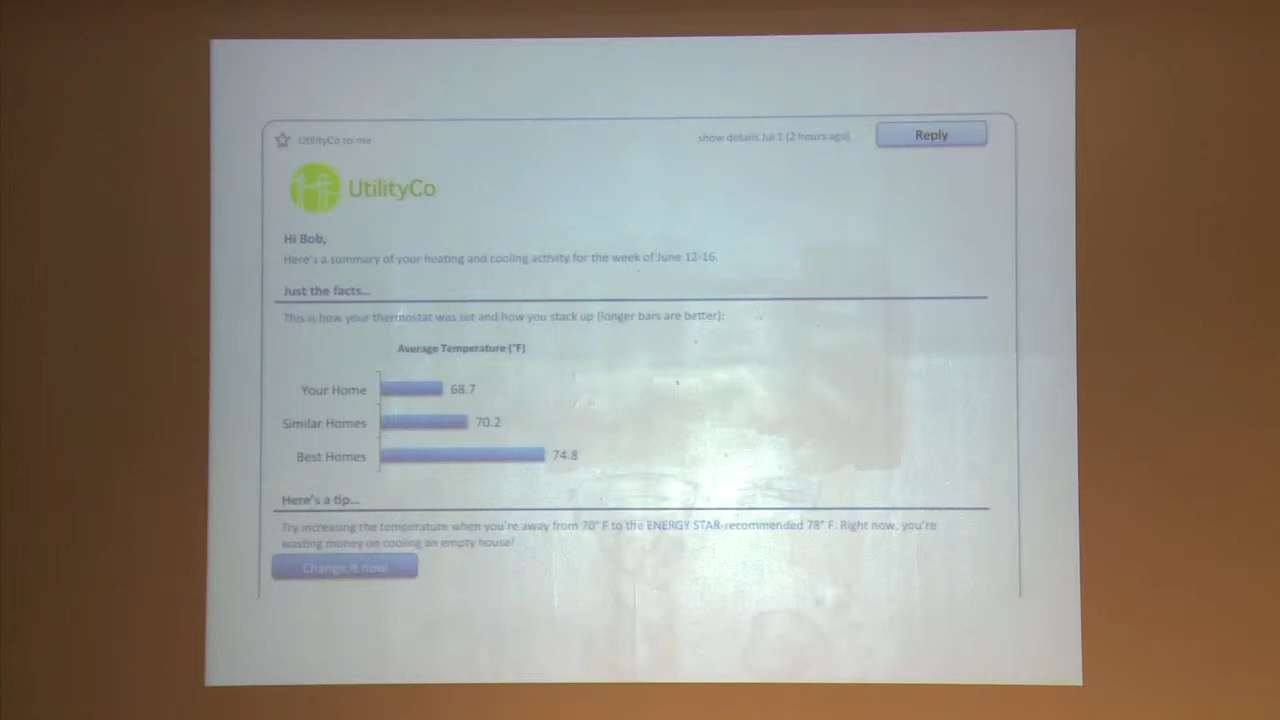 UtilityCo to me
show details Jul 1 (2 hours ago)
Reply
UtilityCo
Hi Bob,
Here's a summary of your heating and cooling activity for the week of June 12-16.
Just the facts...
This is how your thermostat was set and how you stack up (longer bars are better):
Average Temperature (°F)
Your Home 68.7
Similar Homes 70.2
Best Homes 74.8
Here's a tip...
Try increasing the temperature when you're away from 70° F to the ENERGY STAR-recommended 78° F. Right now, you're
wasting money on cooling an empty house!
Change it now